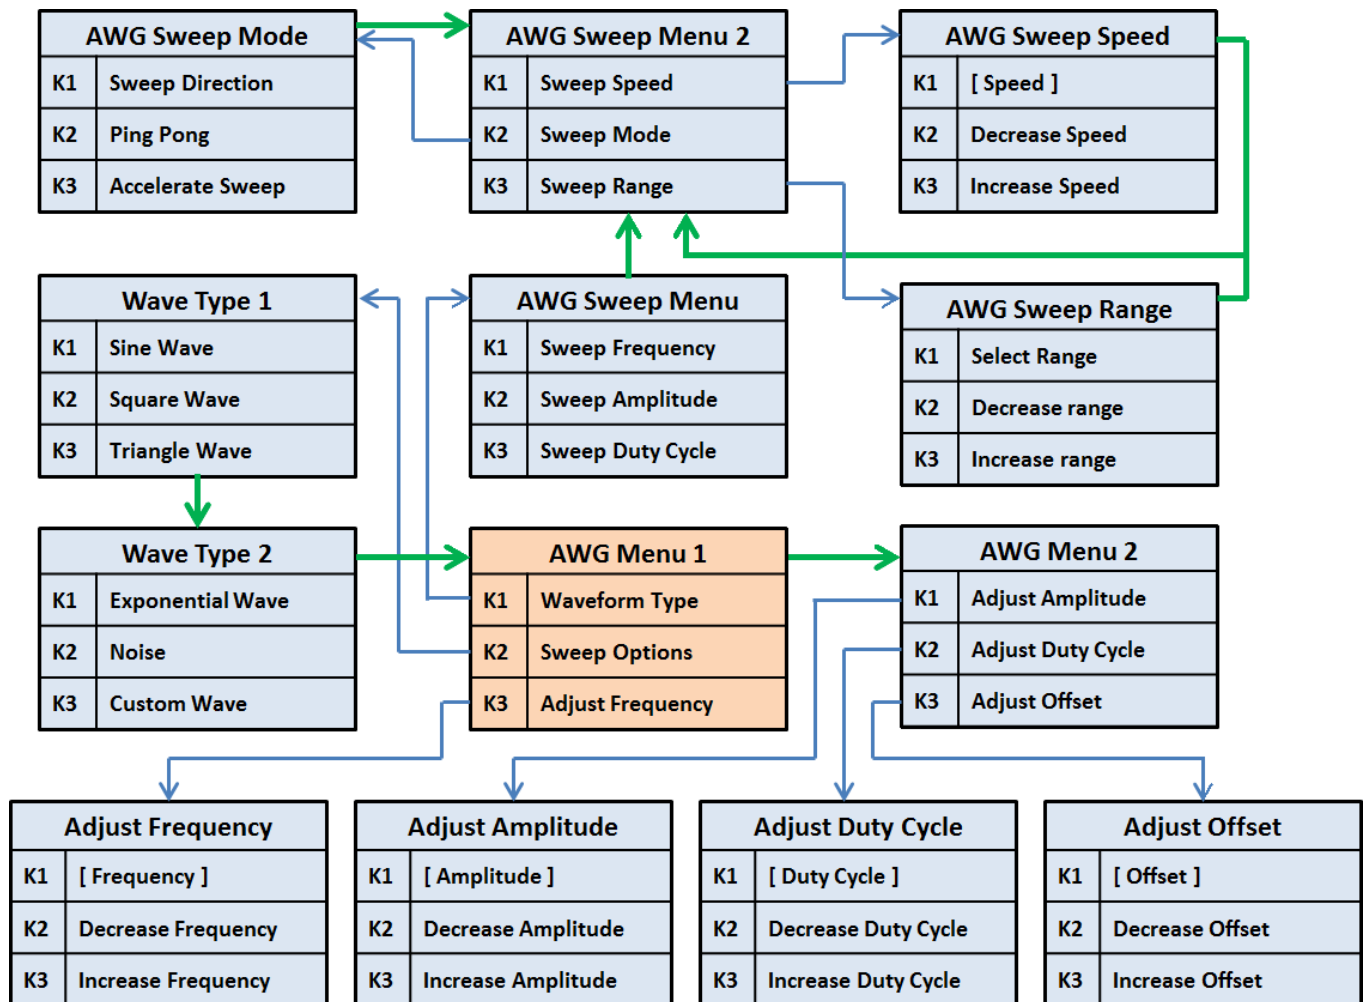 AWG Sweep Mode
K1 Sweep Direction
K2 Ping Pong
K3 Accelerate Sweep
AWG Sweep Menu 2
K1 Sweep Speed
K2 Sweep Mode
K3 Sweep Range
AWG Sweep Speed
K1 [ Speed ]
K2 Decrease Speed
K3 Increase Speed
Wave Type 1
K1 Sine Wave
K2 Square Wave
K3 Triangle Wave
AWG Sweep Menu
K1 Sweep Frequency
K2 Sweep Amplitude
K3 Sweep Duty Cycle
AWG Sweep Range
K1 Select Range
K2 Decrease range
K3 Increase range
Wave Type 2
K1 Exponential Wave
K2 Noise
K3 Custom Wave
AWG Menu 1
K1 Waveform Type
K2 Sweep Options
K3 Adjust Frequency
AWG Menu 2
K1 Adjust Amplitude
K2 Adjust Duty Cycle
K3 Adjust Offset
Adjust Frequency
K1 [ Frequency ]
K2 Decrease Frequency
K3 Increase Frequency
Adjust Amplitude
K1 [ Amplitude ]
K2 Decrease Amplitude
K3 Increase Amplitude
Adjust Duty Cycle
K1 [ Duty Cycle ]
K2 Decrease Duty Cycle
K3 Increase Duty Cycle
Adjust Offset
K1 [ Offset ]
K2 Decrease Offset
K3 Increase Offset